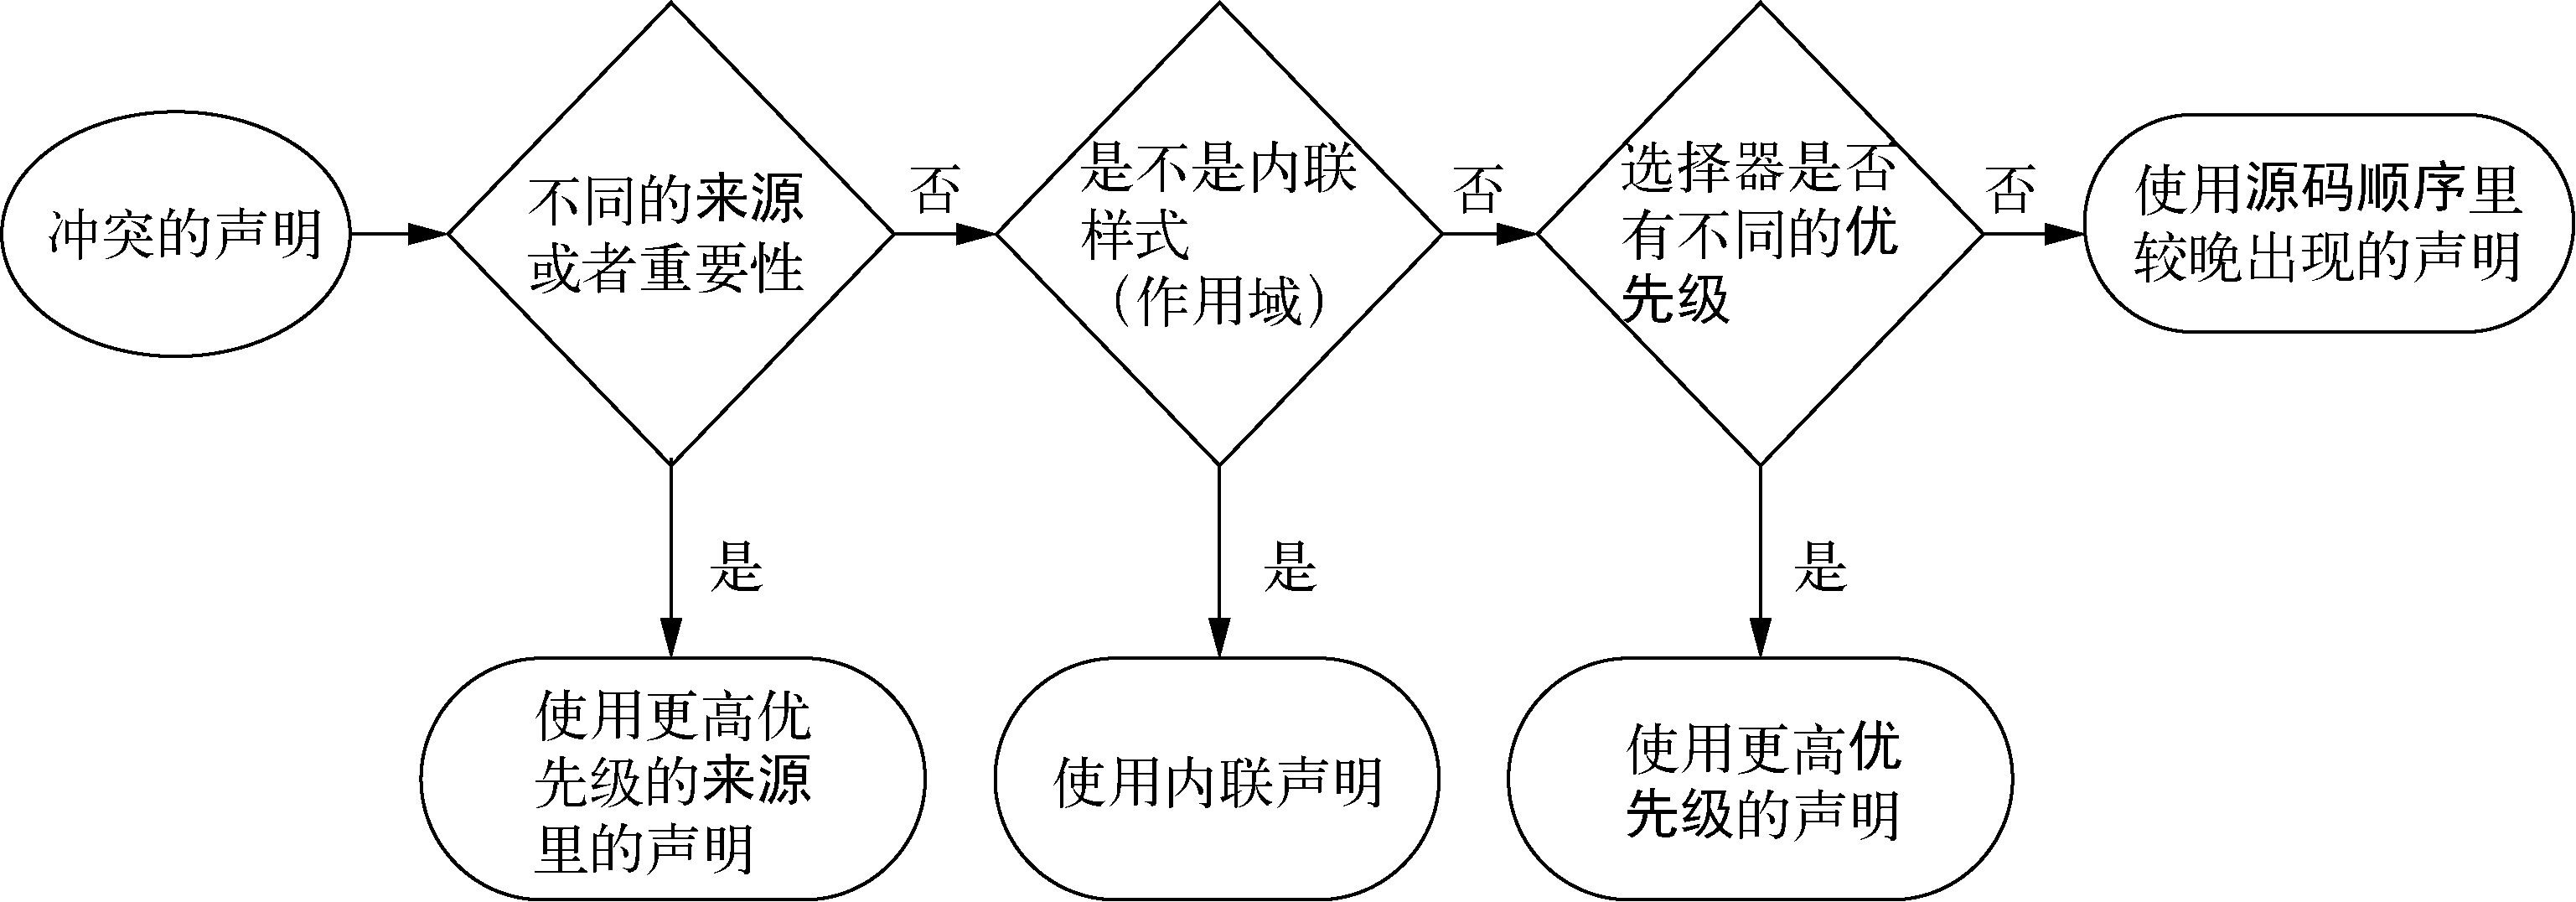 冲突的声明
不同的来源
或者重要性
否
是不是内联
样式
（作用域）
否
选择器是否
有不同的优
先级
否
使用源码顺序里
较晚出现的声明
是
是
是
使用更高优
先级的来源
里的声明
使用内联声明
使用更高优
先级的声明